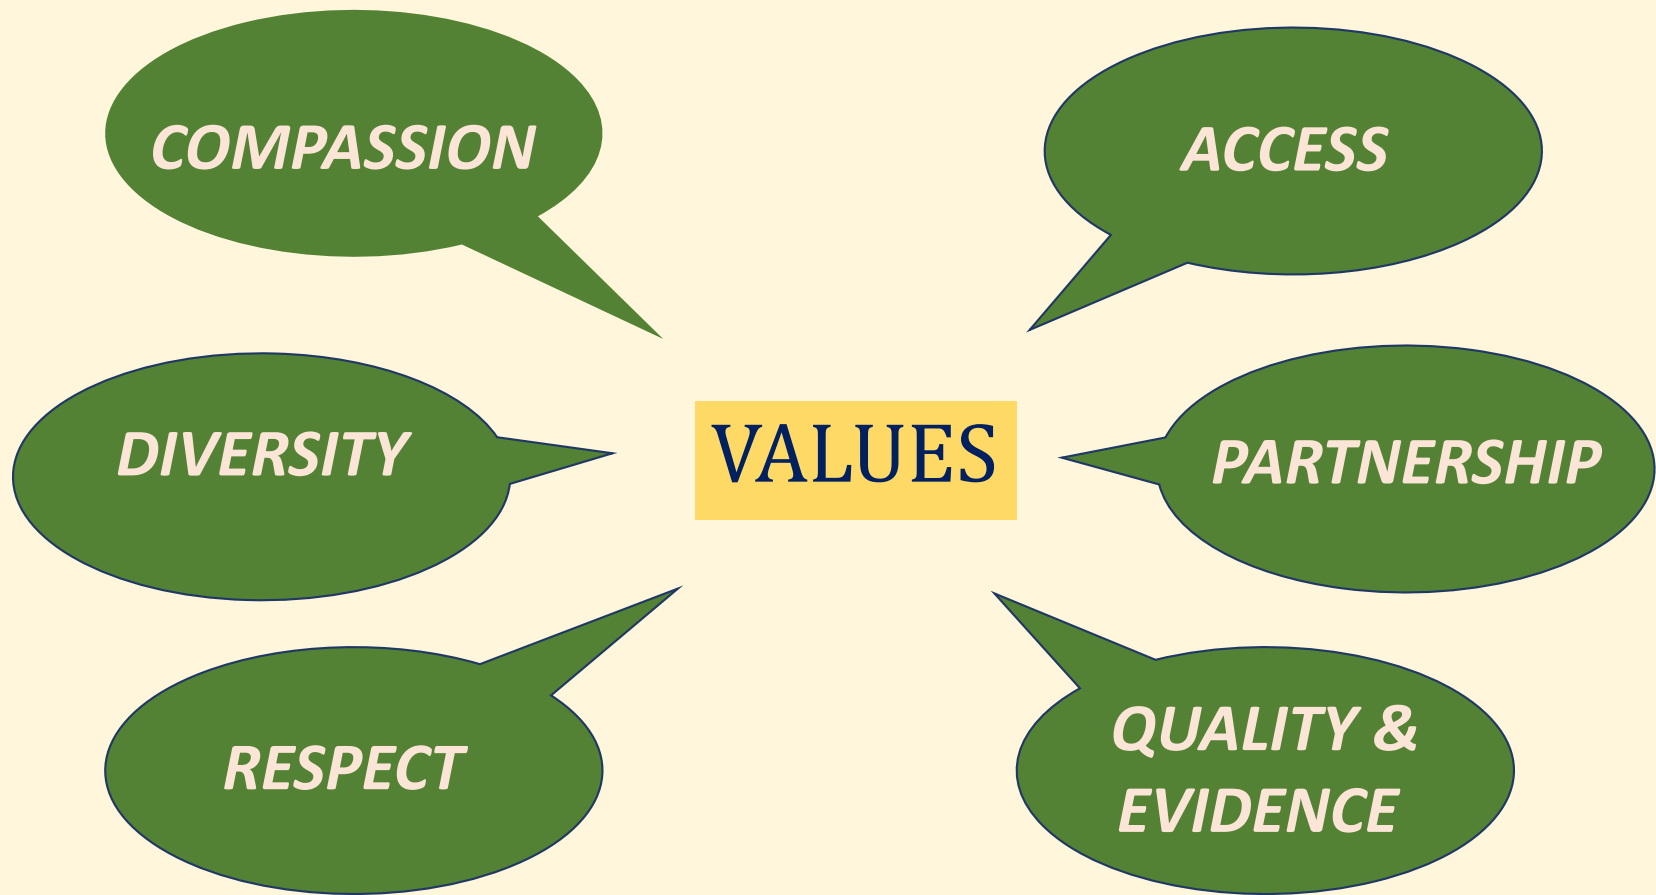 COMPASSION
ACCESS
DIVERSITY
VALUES
PARTNERSHIP
RESPECT
QUALITY &
EVIDENCE